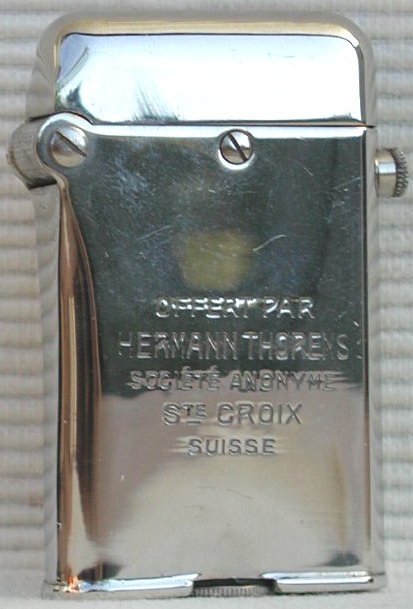 OFFERT PAR
HERMANN THORENS
SOCIÉTÉ ANONYME
STE CROIX
SUISSE